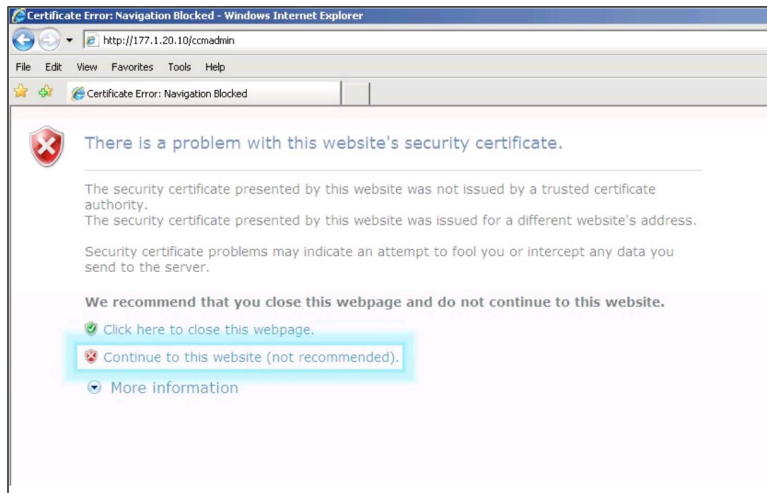 Certificate Error: Navigation Blocked - Windows Internet Explorer
http://177.1.20.10/ccmadmin
File Edit View Favorites Tools Help
Certificate Error: Navigation Blocked
There is a problem with this website's security certificate.
The security certificate presented by this website was not issued by a trusted certificate
authority.
The security certificate presented by this website was issued for a different website's address.
Security certificate problems may indicate an attempt to fool you or intercept any data you
send to the server.
We recommend that you close this webpage and do not continue to this website.
Click here to close this webpage.
Continue to this website (not recommended).
More information